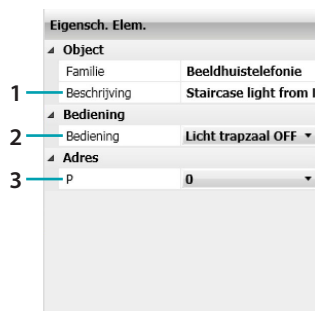 Eigensch. Elem.
Object
Familie Beeldhuistelefonie
1 Beschrijving Staircase light from
Bediening
2 Bediening Licht trapzaal OFF
Adres
3 P 0